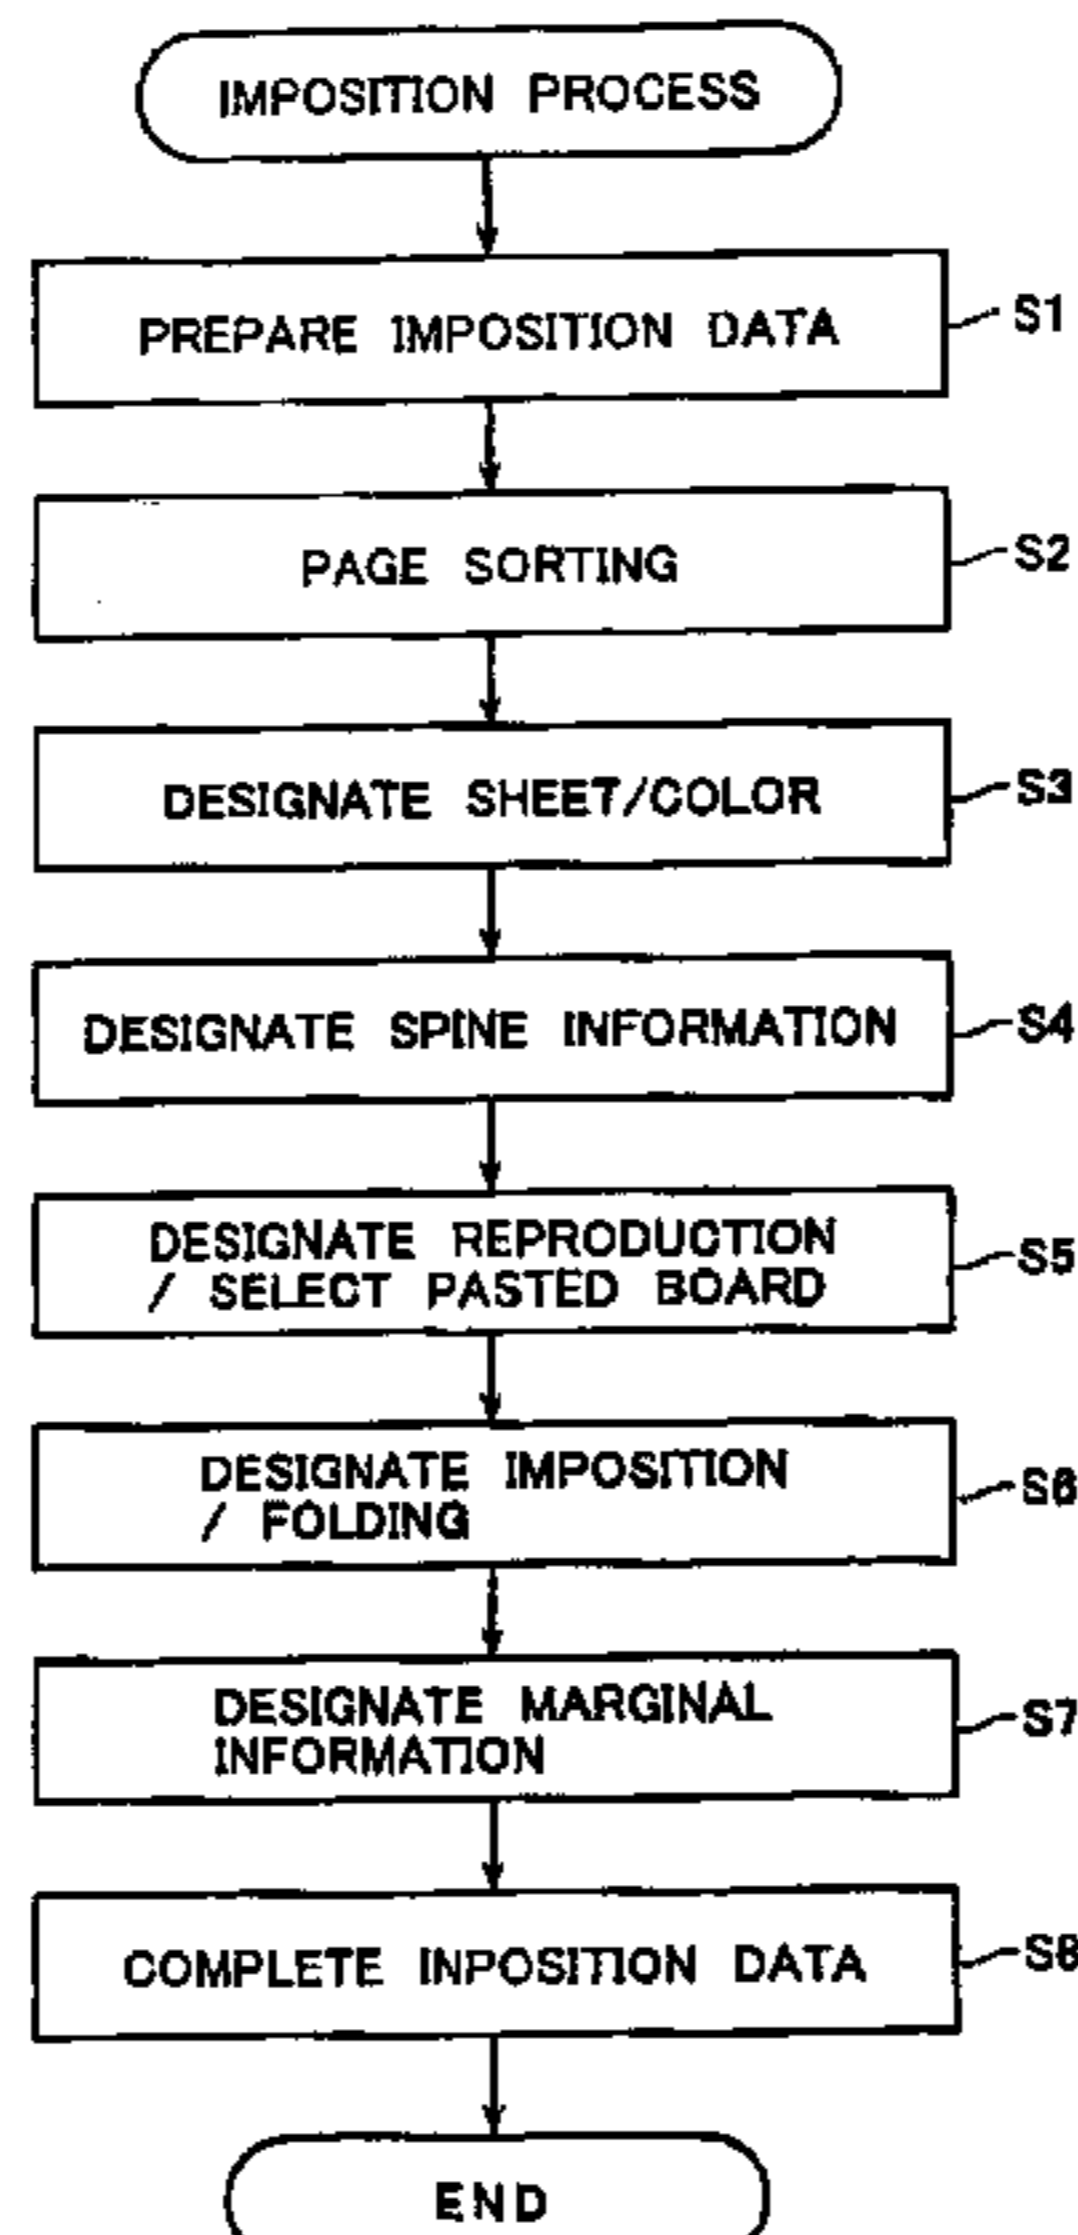 IMPOSITION PROCESS
PREPARE IMPOSITION DATA
S1
PAGE SORTING
S2
DESIGNATE SHEET/COLOR
S3
DESIGNATE SPINE INFORMATION
S4
DESIGNATE REPRODUCTION
/ SELECT PASTED BOARD
S5
DESIGNATE IMPOSITION
/ FOLDING
S6
DESIGNATE MARGINAL
INFORMATION
S7
COMPLETE INPOSITION DATA
S8
END